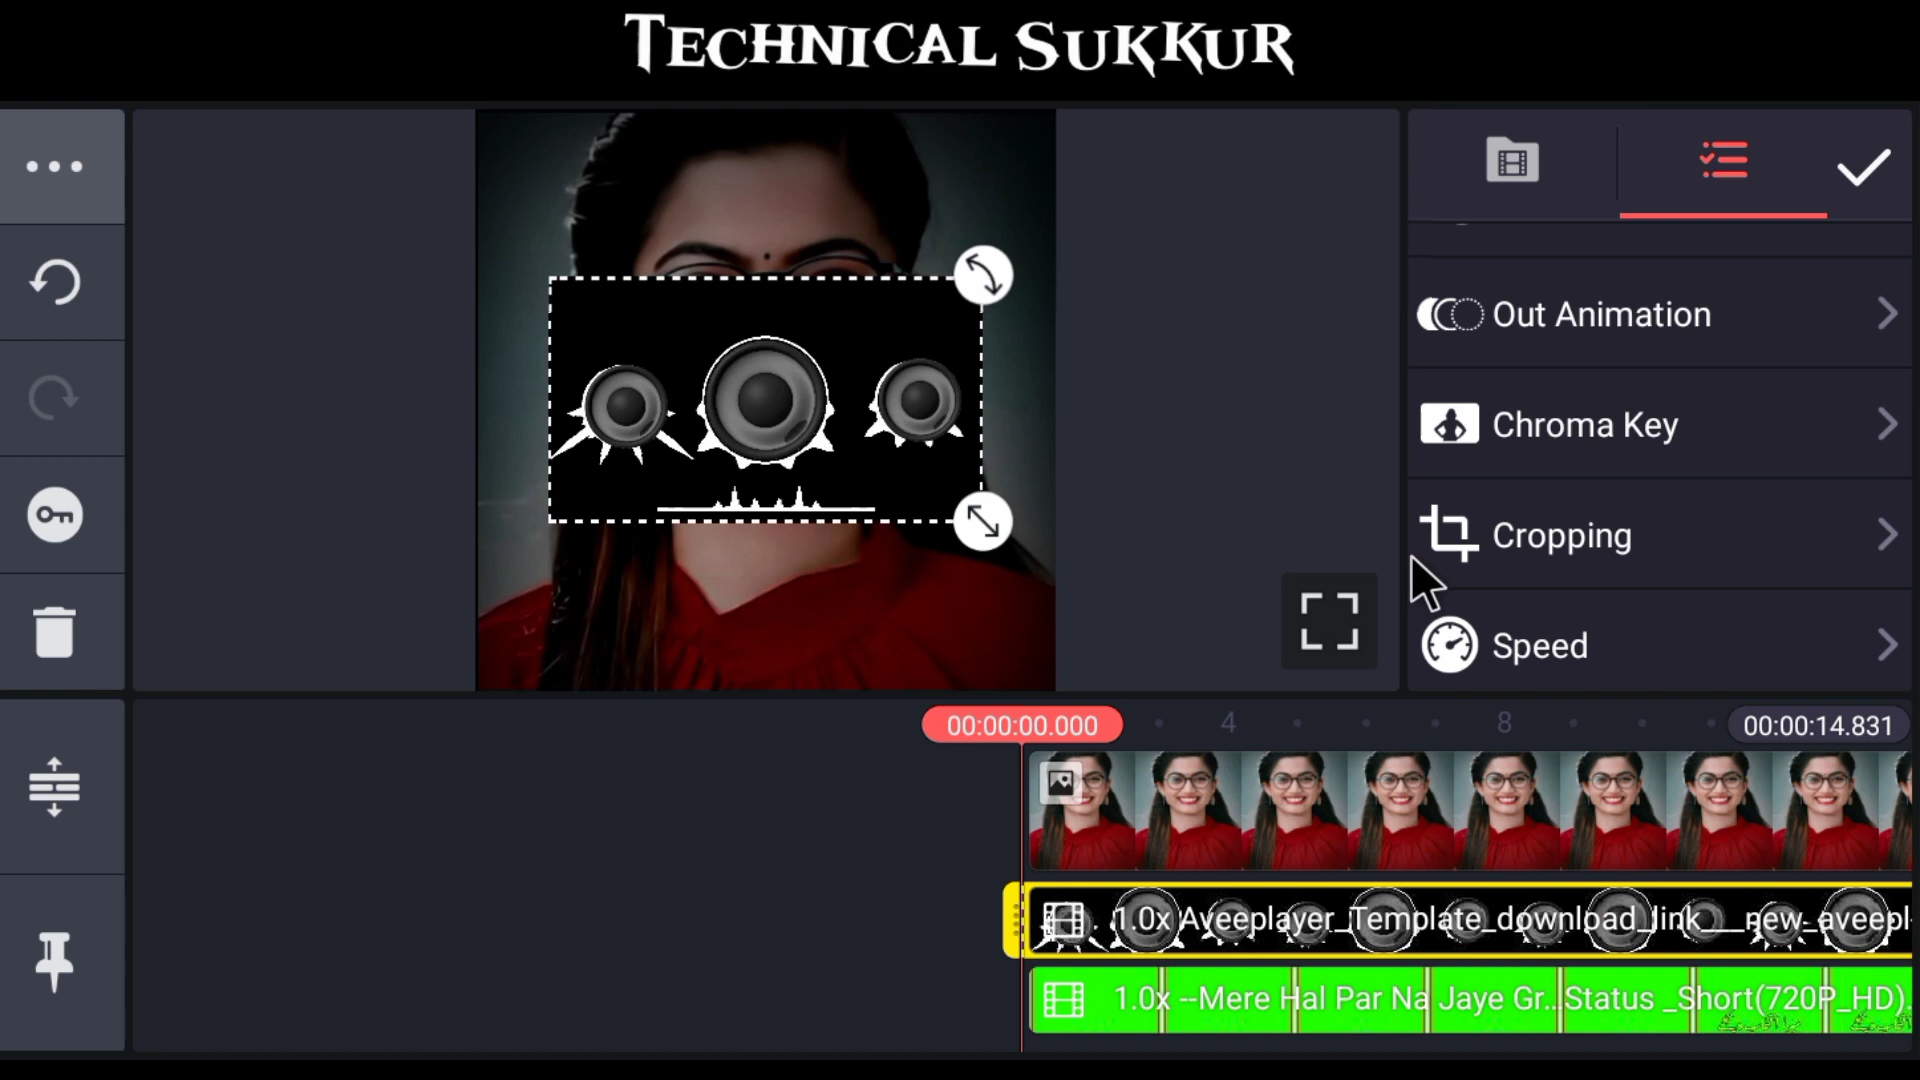 TECHNICAL SUKKUR
Out Animation
Chroma Key
Cropping
Speed
00:00:00.000
4
8
00:00:14.831
1.0x Aveeplayer_Template_download_link___new_aveepl
1.0x --Mere Hal Par Na Jaye Gr...Status _Short(720P_HD).